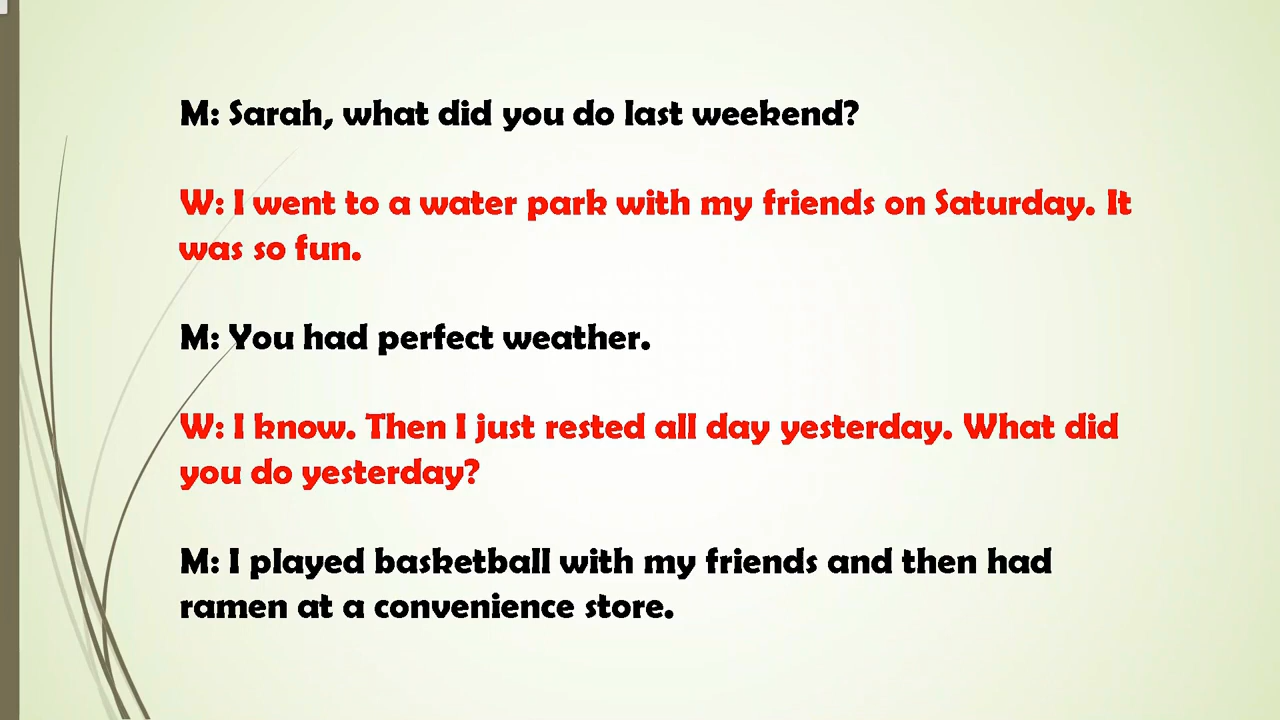 M: Sarah, what did you do last weekend?
W: I went to a water park with my friends on Saturday. It
was so fun.
M: You had perfect weather.
W: I know. Then I just rested all day yesterday. What did
you do yesterday?
M: I played basketball with my friends and then had
ramen at a convenience store.